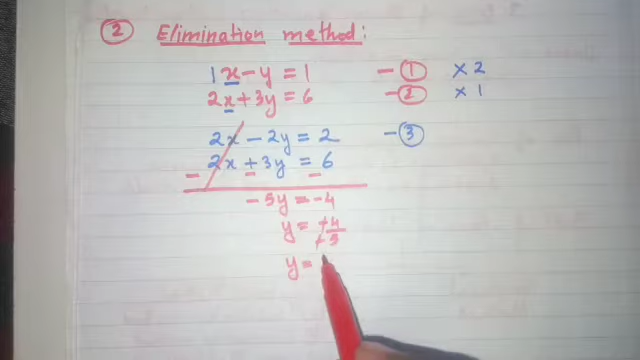 ② Elimination method:
1x - y = 1 - ① × 2
2x + 3y = 6 - ② × 1
2x - 2y = 2 - ③
2x + 3y = 6
- - -
- 5y = -4
y = +4/+5
y =